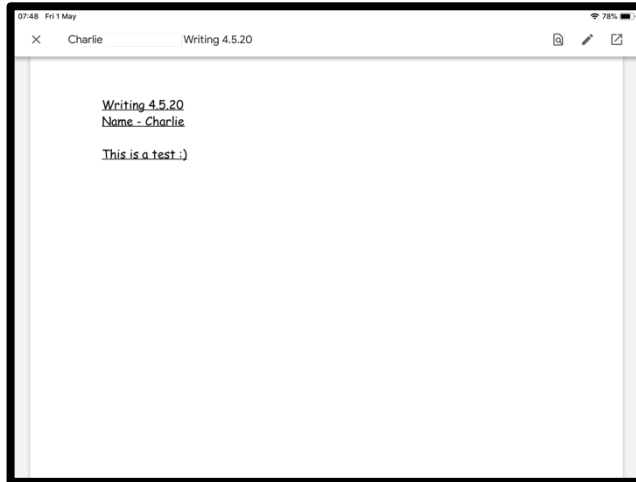 07:48 Fri 1 May 78%
Charlie Writing 4.5.20
Writing 4.5.20
Name - Charlie
This is a test :)